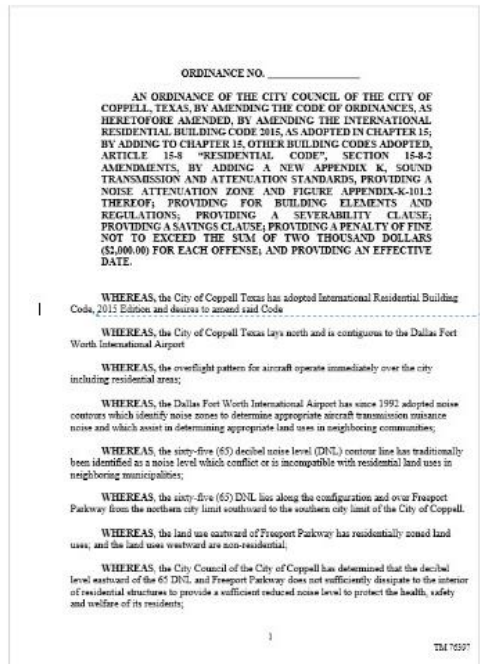 ORDINANCE NO. ____________
AN ORDINANCE OF THE CITY COUNCIL OF THE CITY OF
COPPELL, TEXAS, BY AMENDING THE CODE OF ORDINANCES, AS
HERETOFORE AMENDED, BY AMENDING THE INTERNATIONAL
RESIDENTIAL BUILDING CODE 2015, AS ADOPTED IN CHAPTER 15;
BY ADDING TO CHAPTER 15, OTHER BUILDING CODES ADOPTED,
ARTICLE 15-8 “RESIDENTIAL CODE”, SECTION 15-8-2
AMENDMENTS, BY ADDING A NEW APPENDIX K, SOUND
TRANSMISSION AND ATTENUATION STANDARDS, PROVIDING A
NOISE ATTENUATION ZONE AND FIGURE APPENDIX-K-101.2
THEREOF; PROVIDING FOR BUILDING ELEMENTS AND
REGULATIONS; PROVIDING A SEVERABILITY CLAUSE;
PROVIDING A SAVINGS CLAUSE; PROVIDING A PENALTY OF FINE
NOT TO EXCEED THE SUM OF TWO THOUSAND DOLLARS
($2,000.00) FOR EACH OFFENSE; AND PROVIDING AN EFFECTIVE
DATE.
WHEREAS, the City of Coppell Texas has adopted International Residential Building
Code, 2015 Edition and desires to amend said Code
WHEREAS, the City of Coppell Texas lays north and is contiguous to the Dallas Fort
Worth International Airport
WHEREAS, the overflight pattern for aircraft operate immediately over the city
including residential areas;
WHEREAS, the Dallas Fort Worth International Airport has since 1992 adopted noise
contours which identify noise zones to determine appropriate aircraft transmission nuisance
noise and which assist in determining appropriate land uses in neighboring communities;
WHEREAS, the sixty-five (65) decibel noise level (DNL) contour line has traditionally
been identified as a noise level which conflict or is incompatible with residential land uses in
neighboring municipalities;
WHEREAS, the sixty-five (65) DNL lies along the configuration and over Freeport
Parkway from the northern city limit southward to the southern city limit of the City of Coppell.
WHEREAS, the land use eastward of Freeport Parkway has residentially zoned land
uses; and the land uses westward are non-residential;
WHEREAS, the City Council of the City of Coppell has determined that the decibel
level eastward of the 65 DNL and Freeport Parkway does not sufficiently dissipate to the interior
of residential structures to provide a sufficient reduced noise level to protect the health, safety
and welfare of its residents;
1
TM 76397